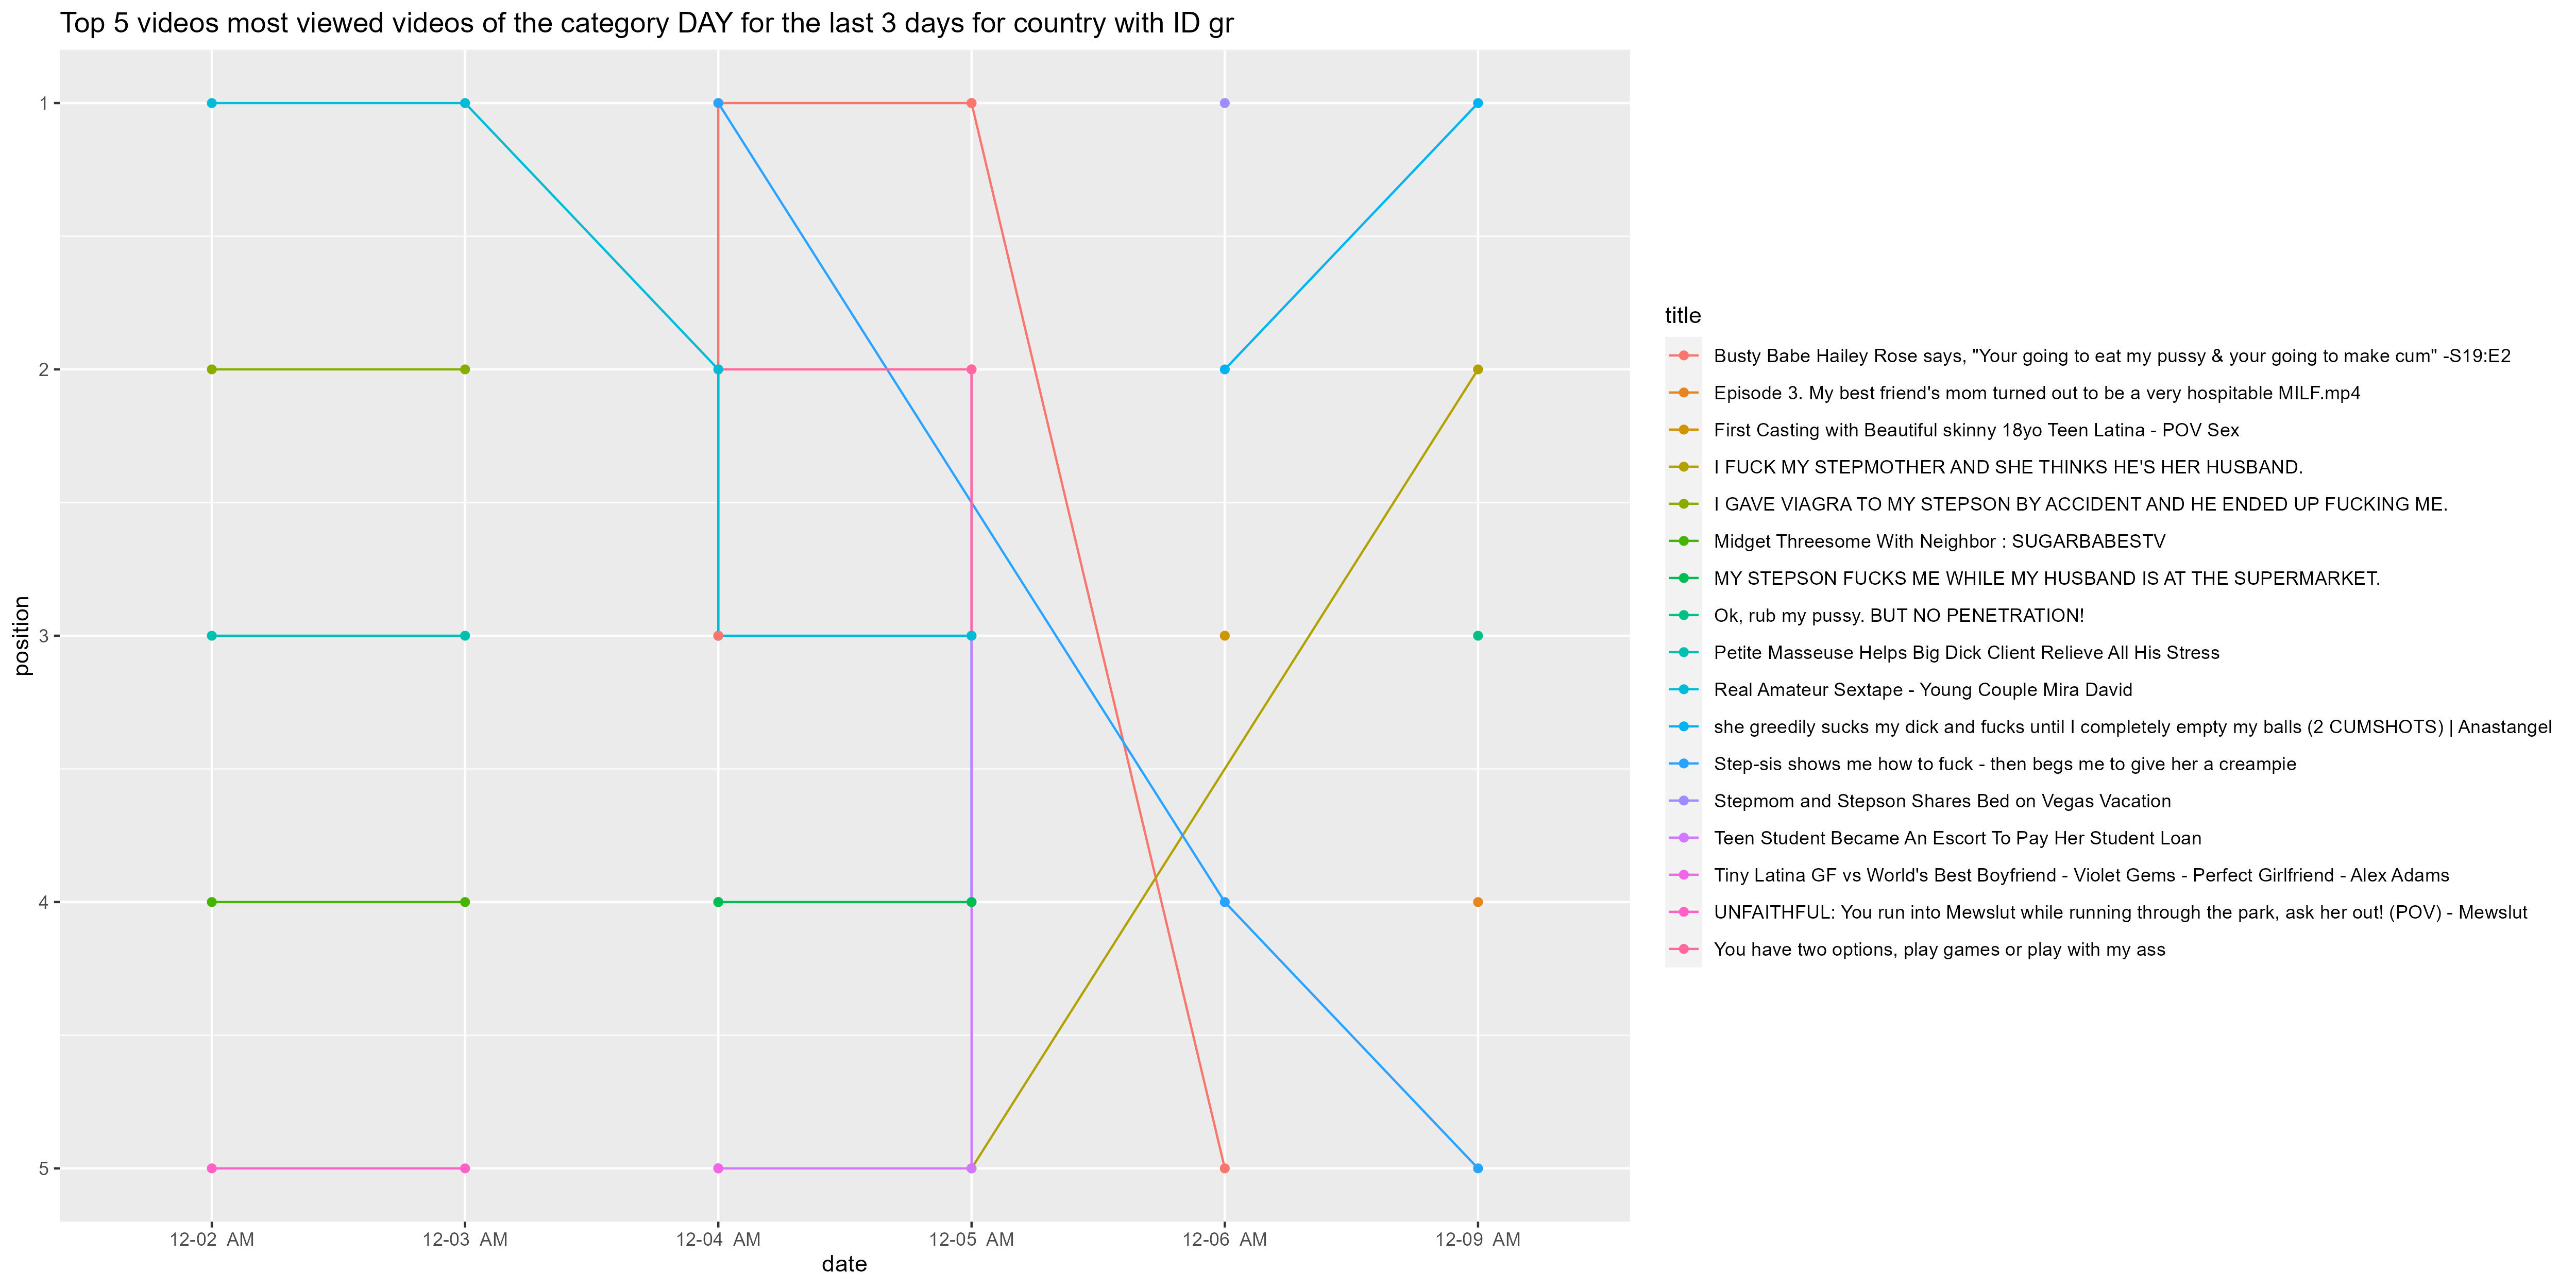 Top 5 videos most viewed videos of the category DAY for the last 3 days for country with ID gr
position
1
2
3
4
5
12-02 AM
12-03 AM
12-04 AM
12-05 AM
12-06 AM
12-09 AM
date
title
Busty Babe Hailey Rose says, "Your going to eat my pussy & your going to make cum" -S19:E2
Episode 3. My best friend's mom turned out to be a very hospitable MILF.mp4
First Casting with Beautiful skinny 18yo Teen Latina - POV Sex
I FUCK MY STEPMOTHER AND SHE THINKS HE'S HER HUSBAND.
I GAVE VIAGRA TO MY STEPSON BY ACCIDENT AND HE ENDED UP FUCKING ME.
Midget Threesome With Neighbor : SUGARBABESTV
MY STEPSON FUCKS ME WHILE MY HUSBAND IS AT THE SUPERMARKET.
Ok, rub my pussy. BUT NO PENETRATION!
Petite Masseuse Helps Big Dick Client Relieve All His Stress
Real Amateur Sextape - Young Couple Mira David
she greedily sucks my dick and fucks until I completely empty my balls (2 CUMSHOTS) | Anastangel
Step-sis shows me how to fuck - then begs me to give her a creampie
Stepmom and Stepson Shares Bed on Vegas Vacation
Teen Student Became An Escort To Pay Her Student Loan
Tiny Latina GF vs World's Best Boyfriend - Violet Gems - Perfect Girlfriend - Alex Adams
UNFAITHFUL: You run into Mewslut while running through the park, ask her out! (POV) - Mewslut
You have two options, play games or play with my ass